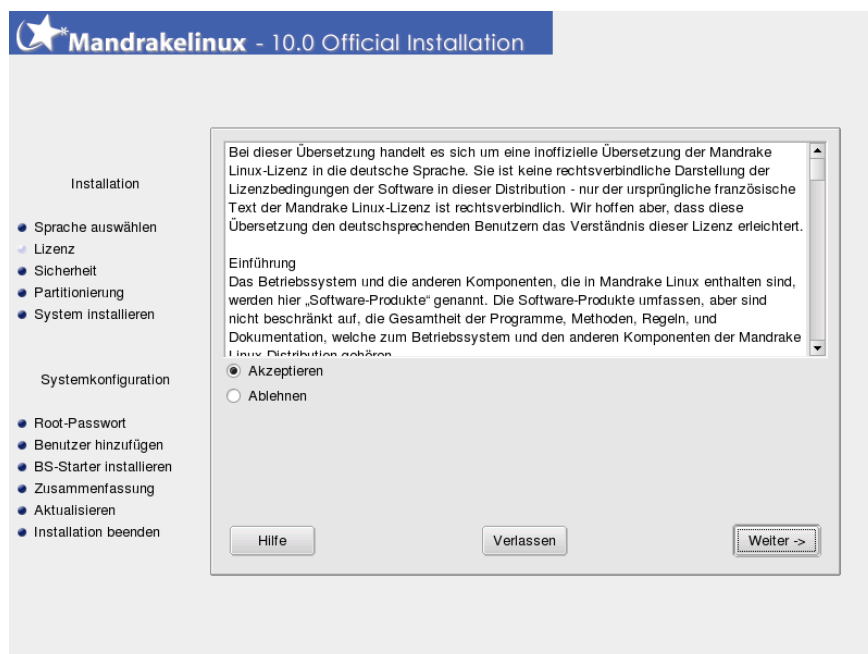 Mandrakelinux - 10.0 Official Installation
Installation
Sprache auswählen
Lizenz
Sicherheit
Partitionierung
System installieren
Systemkonfiguration
Root-Passwort
Benutzer hinzufügen
BS-Starter installieren
Zusammenfassung
Aktualisieren
Installation beenden
Bei dieser Übersetzung handelt es sich um eine inoffizielle Übersetzung der Mandrake
Linux-Lizenz in die deutsche Sprache. Sie ist keine rechtsverbindliche Darstellung der
Lizenzbedingungen der Software in dieser Distribution - nur der ursprüngliche französische
Text der Mandrake Linux-Lizenz ist rechtsverbindlich. Wir hoffen aber, dass diese
Übersetzung den deutschsprechenden Benutzern das Verständnis dieser Lizenz erleichtert.
Einführung
Das Betriebssystem und die anderen Komponenten, die in Mandrake Linux enthalten sind,
werden hier „Software-Produkte“ genannt. Die Software-Produkte umfassen, aber sind
nicht beschränkt auf, die Gesamtheit der Programme, Methoden, Regeln, und
Dokumentation, welche zum Betriebssystem und den anderen Komponenten der Mandrake
Linux-Distribution gehören
Akzeptieren
Ablehnen
Hilfe
Verlassen
Weiter ->